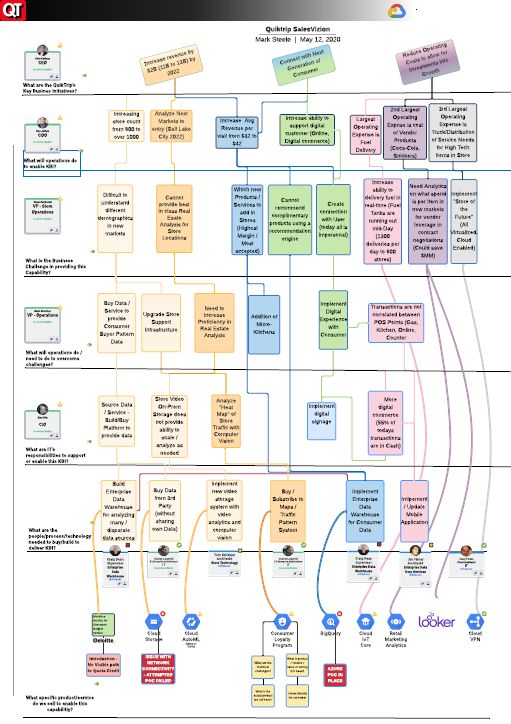 QT
Quiktrip SalesVizion
Mark Steele | May 12, 2020
CEO
What are the QuikTrip's
Key Business Initiatives?
Increase revenue by
$2B (11B to 13B) by
2022
Connect with Next
Generation of
Consumer
Reduce Operating
Costs to allow for
Investments into
Growth
COO
What will operations do
to enable KBI?
Increasing
store count
from 800 to
over 1000
Analyze Next
Markets to
entry (Salt Lake
City 2022)
Increase Avg
Revenue per
visit from $32 to
$42
Increase ability to
support digital
customer (Online,
Digital commerce)
Largest
Operating
Expense is
Fuel
Delivery
2nd Largest
Operating
Expense is cost
of Vendor
Products
(Coca-Cola,
Snickers)
3rd Largest
Operating
Expense is
Truck/Distribution
of Service Needs
for High Tech
Items in Store
VP - Store
Operations
What is the Business
Challenge in providing this
Capability?
Difficult to
understand
different
demographics
in new
markets
Cannot
provide best
in class Real
Estate
Analysis for
Store
Locations
Which new
Products /
Services to
add in
Stores
(Highest
Margin /
Most
accepted)
Cannot
recommend
complimentary
products using a
recommendation
engine
Create
connection
with User
(today all is
impersonal)
Increase
ability to
delivery fuel in
real-time (Fuel
Tanks are
running out
mid-Day
(1300
deliveries per
day to 800
stores)
Need Analytics
on what spend
is per item in
new markets
for vendor
leverage in
contract
negotiations
(Could save
$MM)
Implement
"Store of
the
Future"
(All
Virtualized,
Cloud
Enabled)
VP - Operations
What will operations do /
need to do to overcome
challenges?
Buy Data /
Service to
provide
Consumer
Buyer Pattern
Data
Upgrade Store
Support
Infrastructure
Need to
Increase
Proficiency in
Real Estate
Analysis
Addition of
Micro-
Kitchens
Implement
Digital
Experience
with
Consumer
Transactions are not
correlated between
POS Points (Gas,
Kitchen, Online,
Counter
CIO
What are IT's
responsibilities to support
or enable this KBI?
Source Data
/ Service -
Build/Buy
Platform to
provide data
Store Video
On-Prem
Storage does
not provide
ability to
scale /
analyze as
needed
Analyze
"Heat
Map" of
Store
Traffic with
Computer
Vision
Implement
digital
signage
More
digital
commerce
(55% of
todays
transactions
are in Cash)
What are the
people/process/technology
needed to buy/build to
deliver KBI?
Build
Enterprise
Data
Warehouse
for analyzing
many /
disparate
data sources
Buy Data
from 3rd
Party
(without
sharing
own Data)
Implement
new video
storage
system with
video
analytics and
computer
vision
Buy /
Subscribe to
Maps /
Traffic
Pattern
System
Implement
Enterprise
Data
Warehouse
for Consumer
Data
Implement
/ Update
Mobile
Application
Deloitte
Cloud
Storage
Cloud
AutoML
Consumer
Loyalty
Program
BigQuery
Cloud
IoT
Core
Retail
Marketing
Analytics
looker
Cloud
VPN
Introduction -
No Visible path
to Quota Credit
NETWORK
CONNECTIVITY
- ATTEMPTED
POC FAILED
AZURE
POC IN
PLACE
What specific product/service
do we sell to enable this
capability?